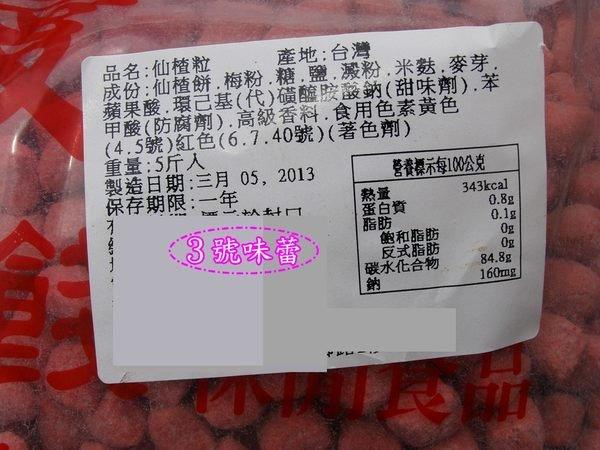 品名:仙楂粒 產地:台灣
成份:仙楂餅.梅粉.糖.鹽.澱粉.米麩.麥芽.
蘋果酸.環己基(代)磺醯胺酸鈉(甜味劑).苯
甲酸(防腐劑).高級香料.食用色素黃色
(4.5號)紅色(6.7.40號)(著色劑)
重量:5斤入
製造日期:三月 05, 2013
保存期限:一年
3號味蕾
營養標示每100公克
熱量 343kcal
蛋白質 0.8g
脂肪 0.1g
飽和脂肪 0g
反式脂肪 0g
碳水化合物 84.8g
鈉 160mg
休閒食品